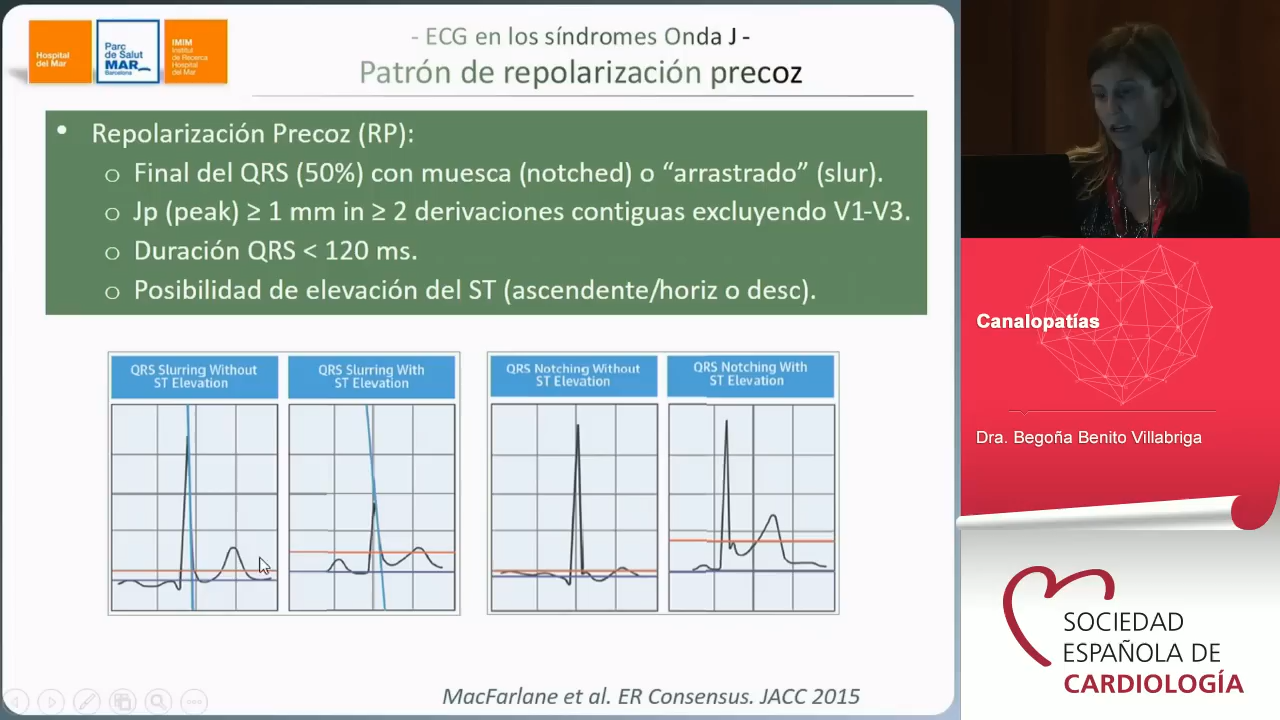 Hospital
del Mar
Parc
de Salut
MAR
Barcelona
IMIM
Institut
de Recerca
Hospital
del Mar
- ECG en los síndromes Onda J -
Patrón de repolarización precoz
• Repolarización Precoz (RP):
o Final del QRS (50%) con muesca (notched) o “arrastrado” (slur).
o Jp (peak) ≥ 1 mm in ≥ 2 derivaciones contiguas excluyendo V1-V3.
o Duración QRS < 120 ms.
o Posibilidad de elevación del ST (ascendente/horiz o desc).
QRS Slurring Without
ST Elevation
QRS Slurring With
ST Elevation
QRS Notching Without
ST Elevation
QRS Notching With
ST Elevation
MacFarlane et al. ER Consensus. JACC 2015
Canalopatías
Dra. Begoña Benito Villabriga
SOCIEDAD
ESPAÑOLA DE
CARDIOLOGÍA